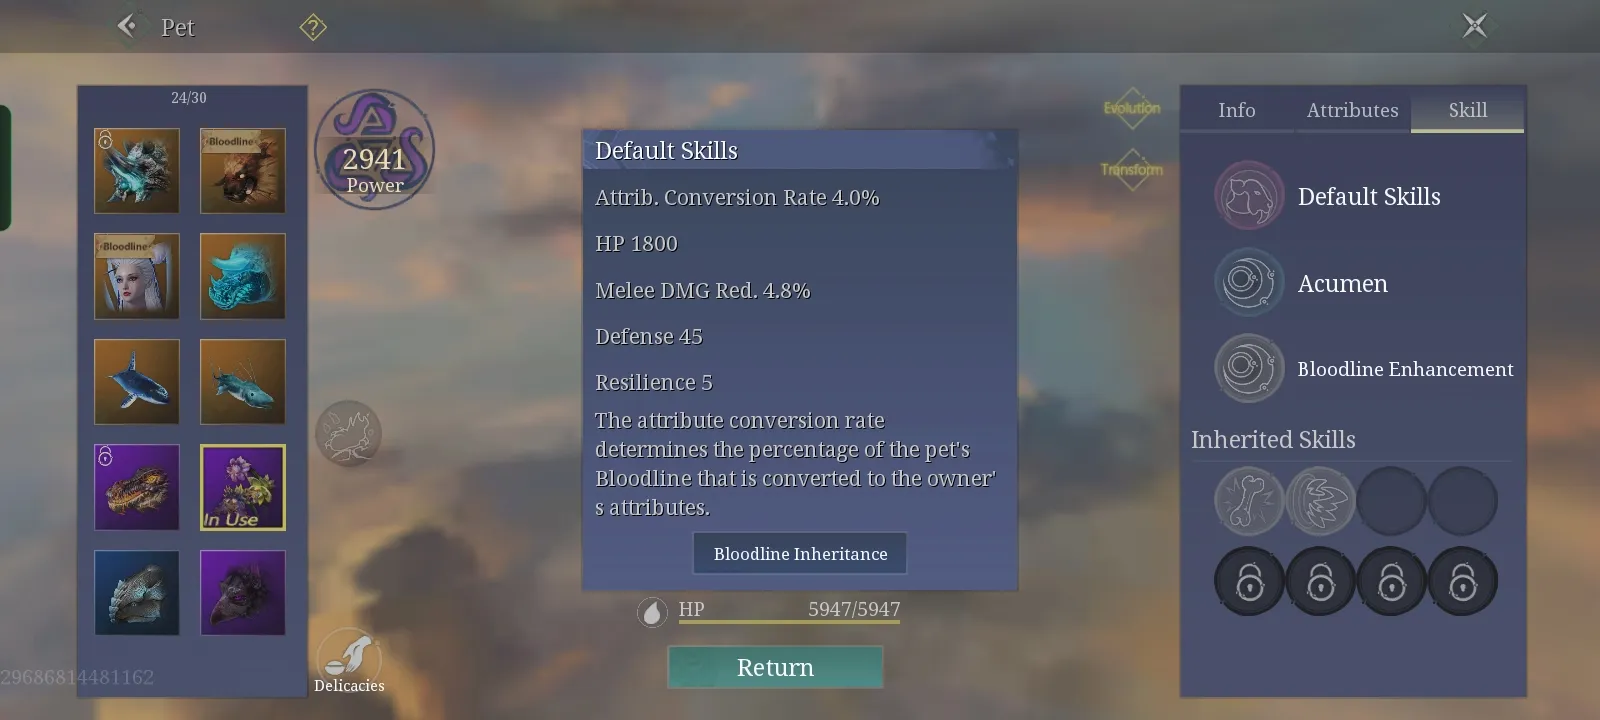 Pet
?
24/30
Bloodline
Bloodline
In Use
2941
Power
Delicacies
29686814481162
Default Skills
Attrib. Conversion Rate 4.0%
HP 1800
Melee DMG Red. 4.8%
Defense 45
Resilience 5
The attribute conversion rate
determines the percentage of the pet's
Bloodline that is converted to the owner'
s attributes.
Bloodline Inheritance
HP 5947/5947
Return
Evolution
Transform
Info Attributes Skill
Default Skills
Acumen
Bloodline Enhancement
Inherited Skills